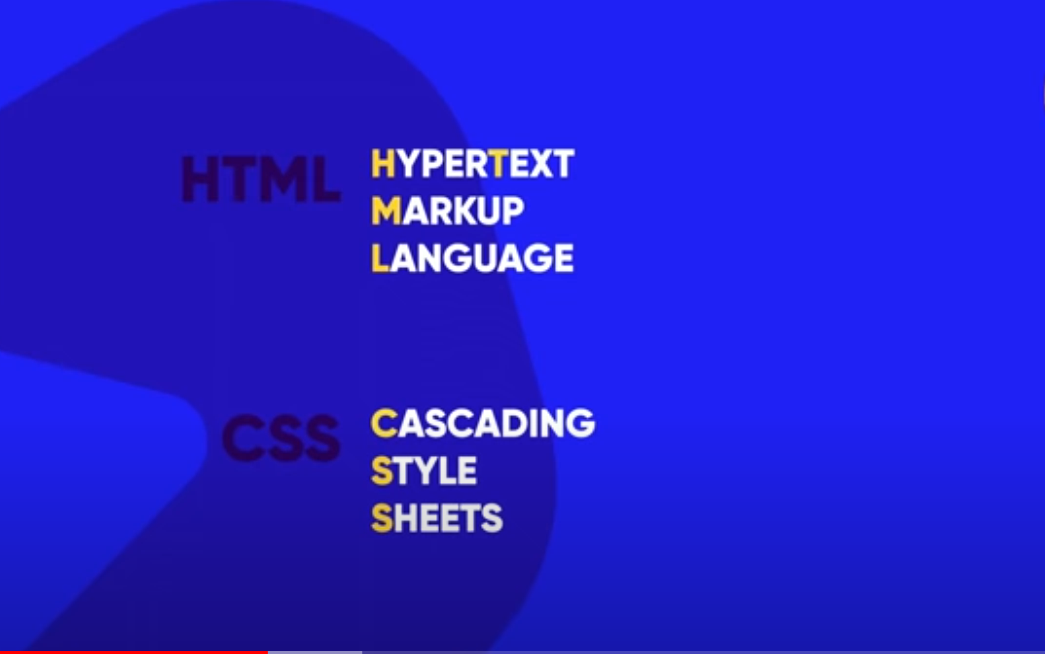 HTML
HYPERTEXT
MARKUP
LANGUAGE
CSS
CASCADING
STYLE
SHEETS